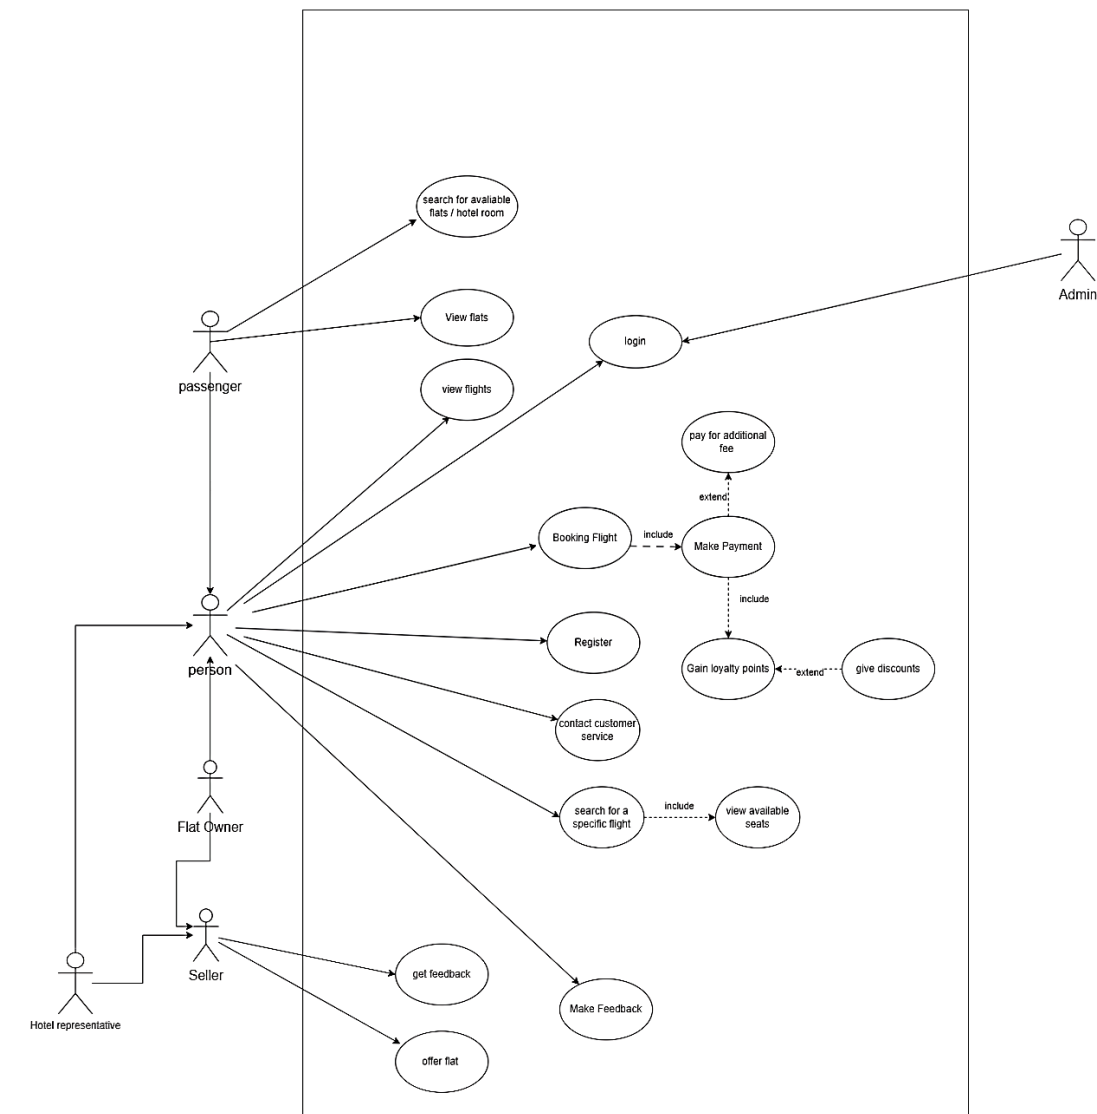 search for avaliable
flats / hotel room
Admin
View flats
login
passenger
view flights
pay for additional
fee
extend
Booking Flight
include
Make Payment
include
Register
person
Gain loyalty points
extend
give discounts
contact customer
service
search for a
specific flight
include
view available
seats
Flat Owner
Seller
get feedback
Make Feedback
Hotel representative
offer flat